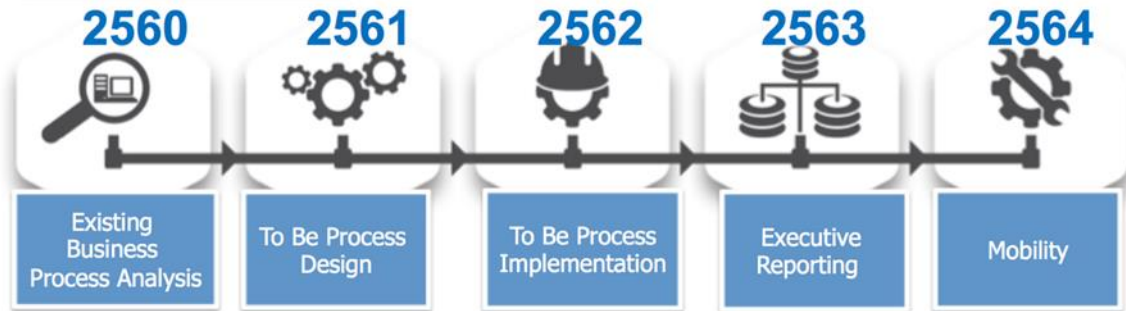 2560
2561
2562
2563
2564
Existing
Business
Process Analysis
To Be Process
Design
To Be Process
Implementation
Executive
Reporting
Mobility